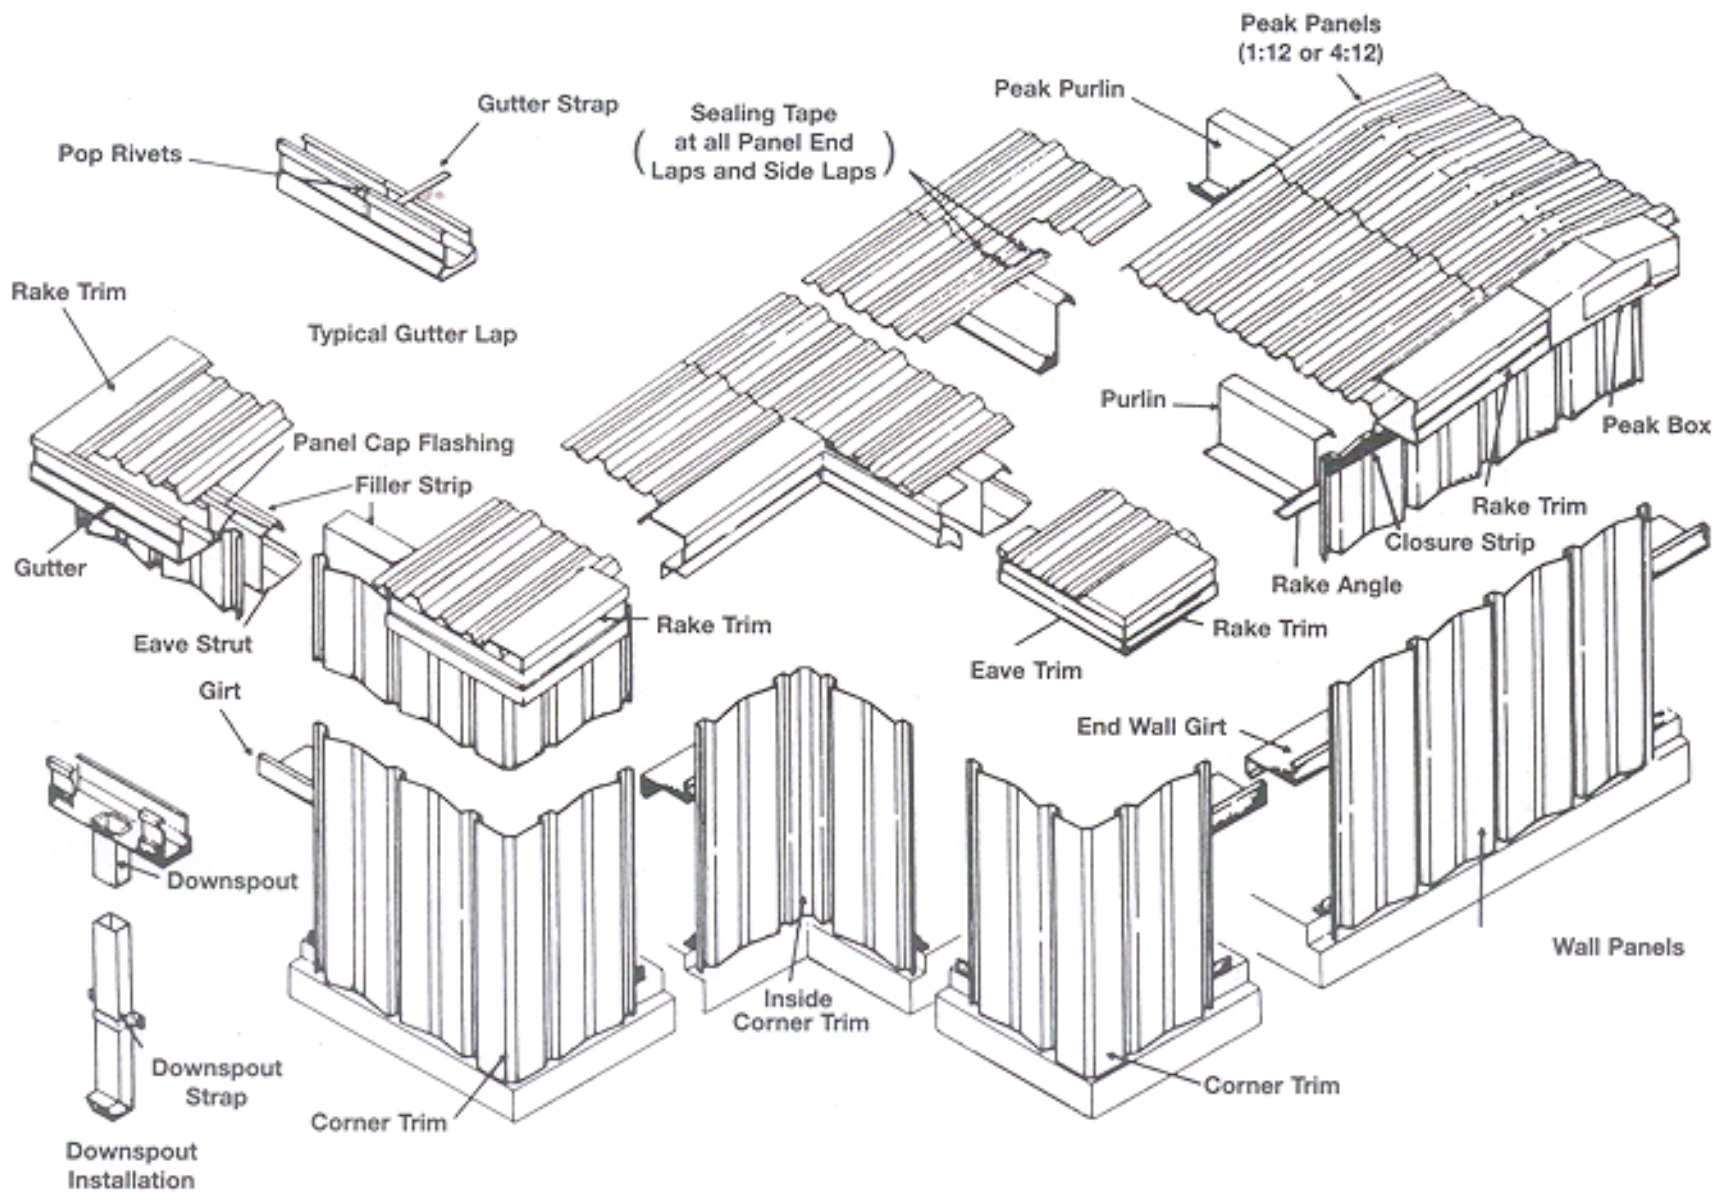 Peak Panels
(1:12 or 4:12)
Peak Purlin
Gutter Strap
Sealing Tape
at all Panel End
Laps and Side Laps
Pop Rivets
Rake Trim
Typical Gutter Lap
Purlin
Peak Box
Panel Cap Flashing
Filler Strip
Rake Trim
Closure Strip
Gutter
Rake Angle
Rake Trim
Rake Trim
Eave Strut
Eave Trim
Girt
End Wall Girt
Downspout
Wall Panels
Inside
Corner Trim
Downspout
Strap
Corner Trim
Corner Trim
Downspout
Installation